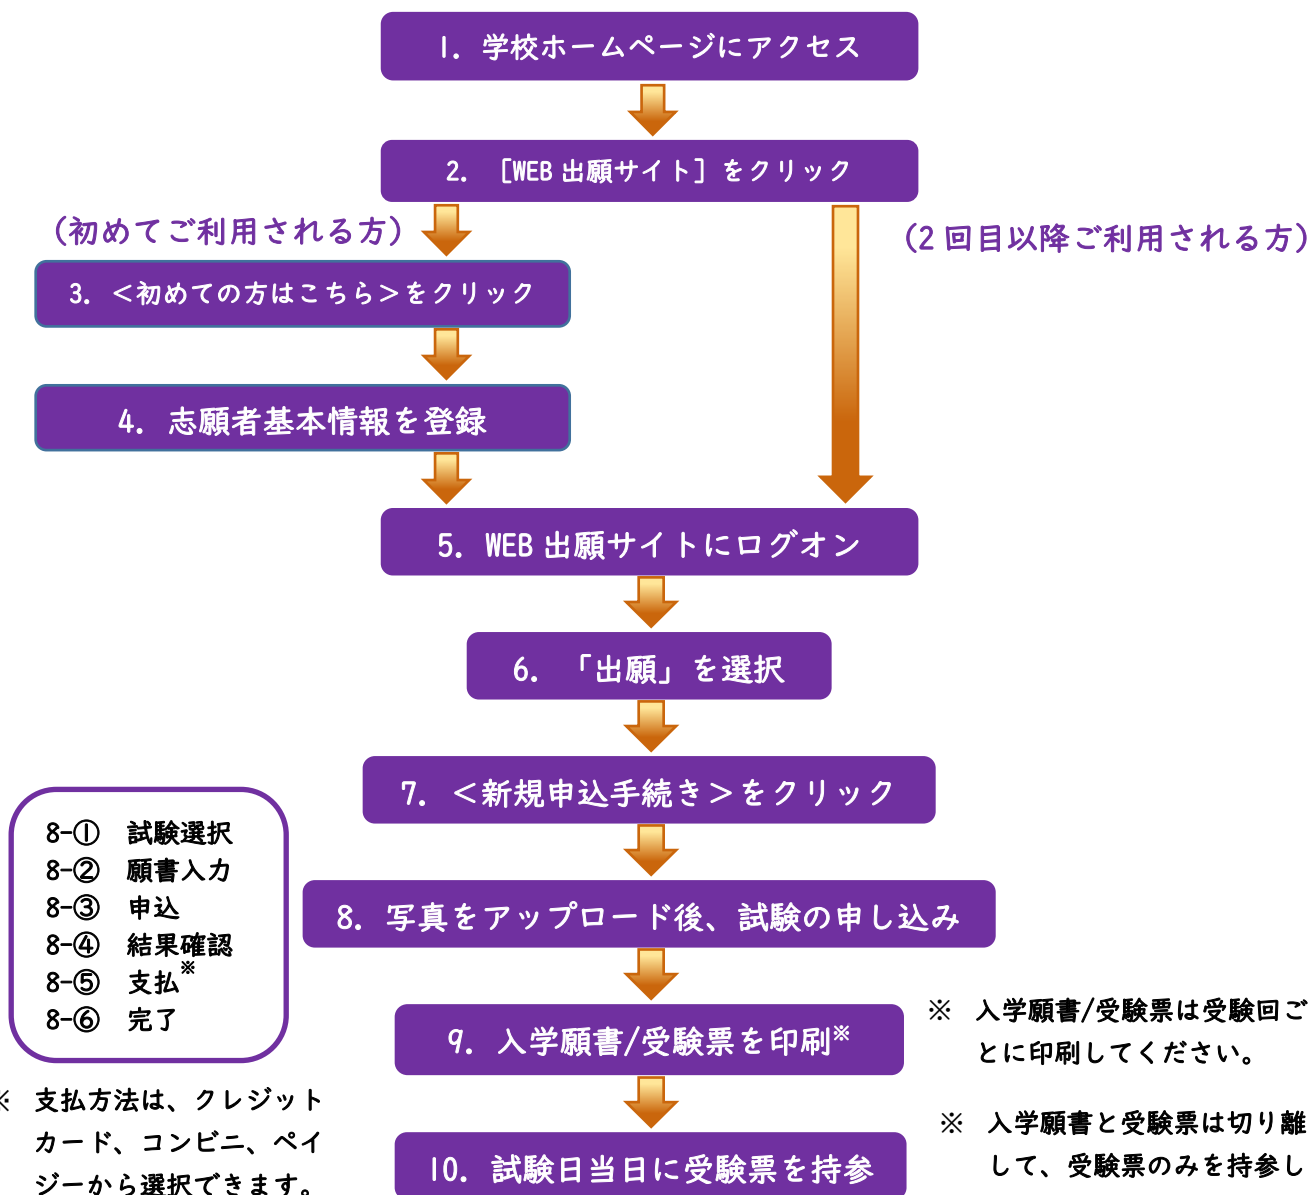 1. 学校ホームページにアクセス
2. [WEB 出願サイト] をクリック
(初めてご利用される方)
(2 回目以降ご利用される方)
3. <初めての方はこちら>をクリック
4. 志願者基本情報を登録
5. WEB 出願サイトにログオン
6. 「出願」を選択
7. <新規申込手続き>をクリック
8. 写真をアップロード後、試験の申し込み
8-① 試験選択
8-② 願書入力
8-③ 申込
8-④ 結果確認
8-⑤ 支払※
8-⑥ 完了
※ 支払方法は、クレジット
カード、コンビニ、ペイ
ジーから選択できます。
9. 入学願書/受験票を印刷※
※ 入学願書/受験票は受験回ご
とに印刷してください。
10. 試験日当日に受験票を持参
※ 入学願書と受験票は切り離
して、受験票のみを持参し